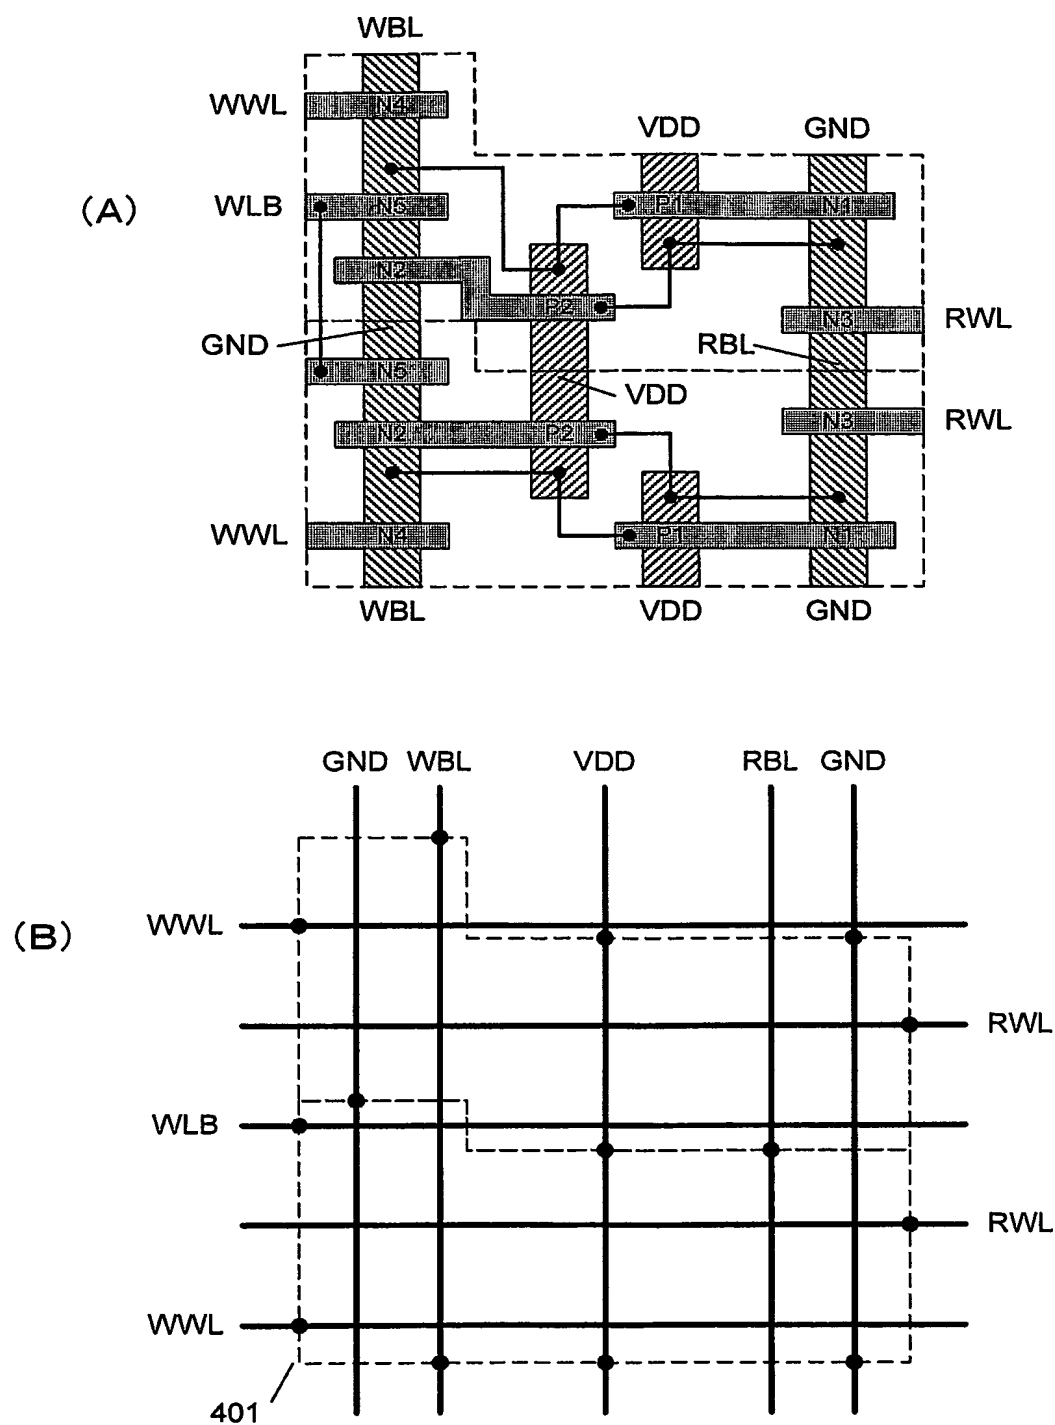 WBL
WWL N4
VDD GND
(A)
WLB N5 P1 N1
N2
P2
GND N3 RWL
RBL
N5
VDD
N2 P2 N3 RWL
WWL N4 P1 N1
WBL VDD GND
GND WBL VDD RBL GND
WWL
(B)
RWL
WLB
RWL
WWL
401